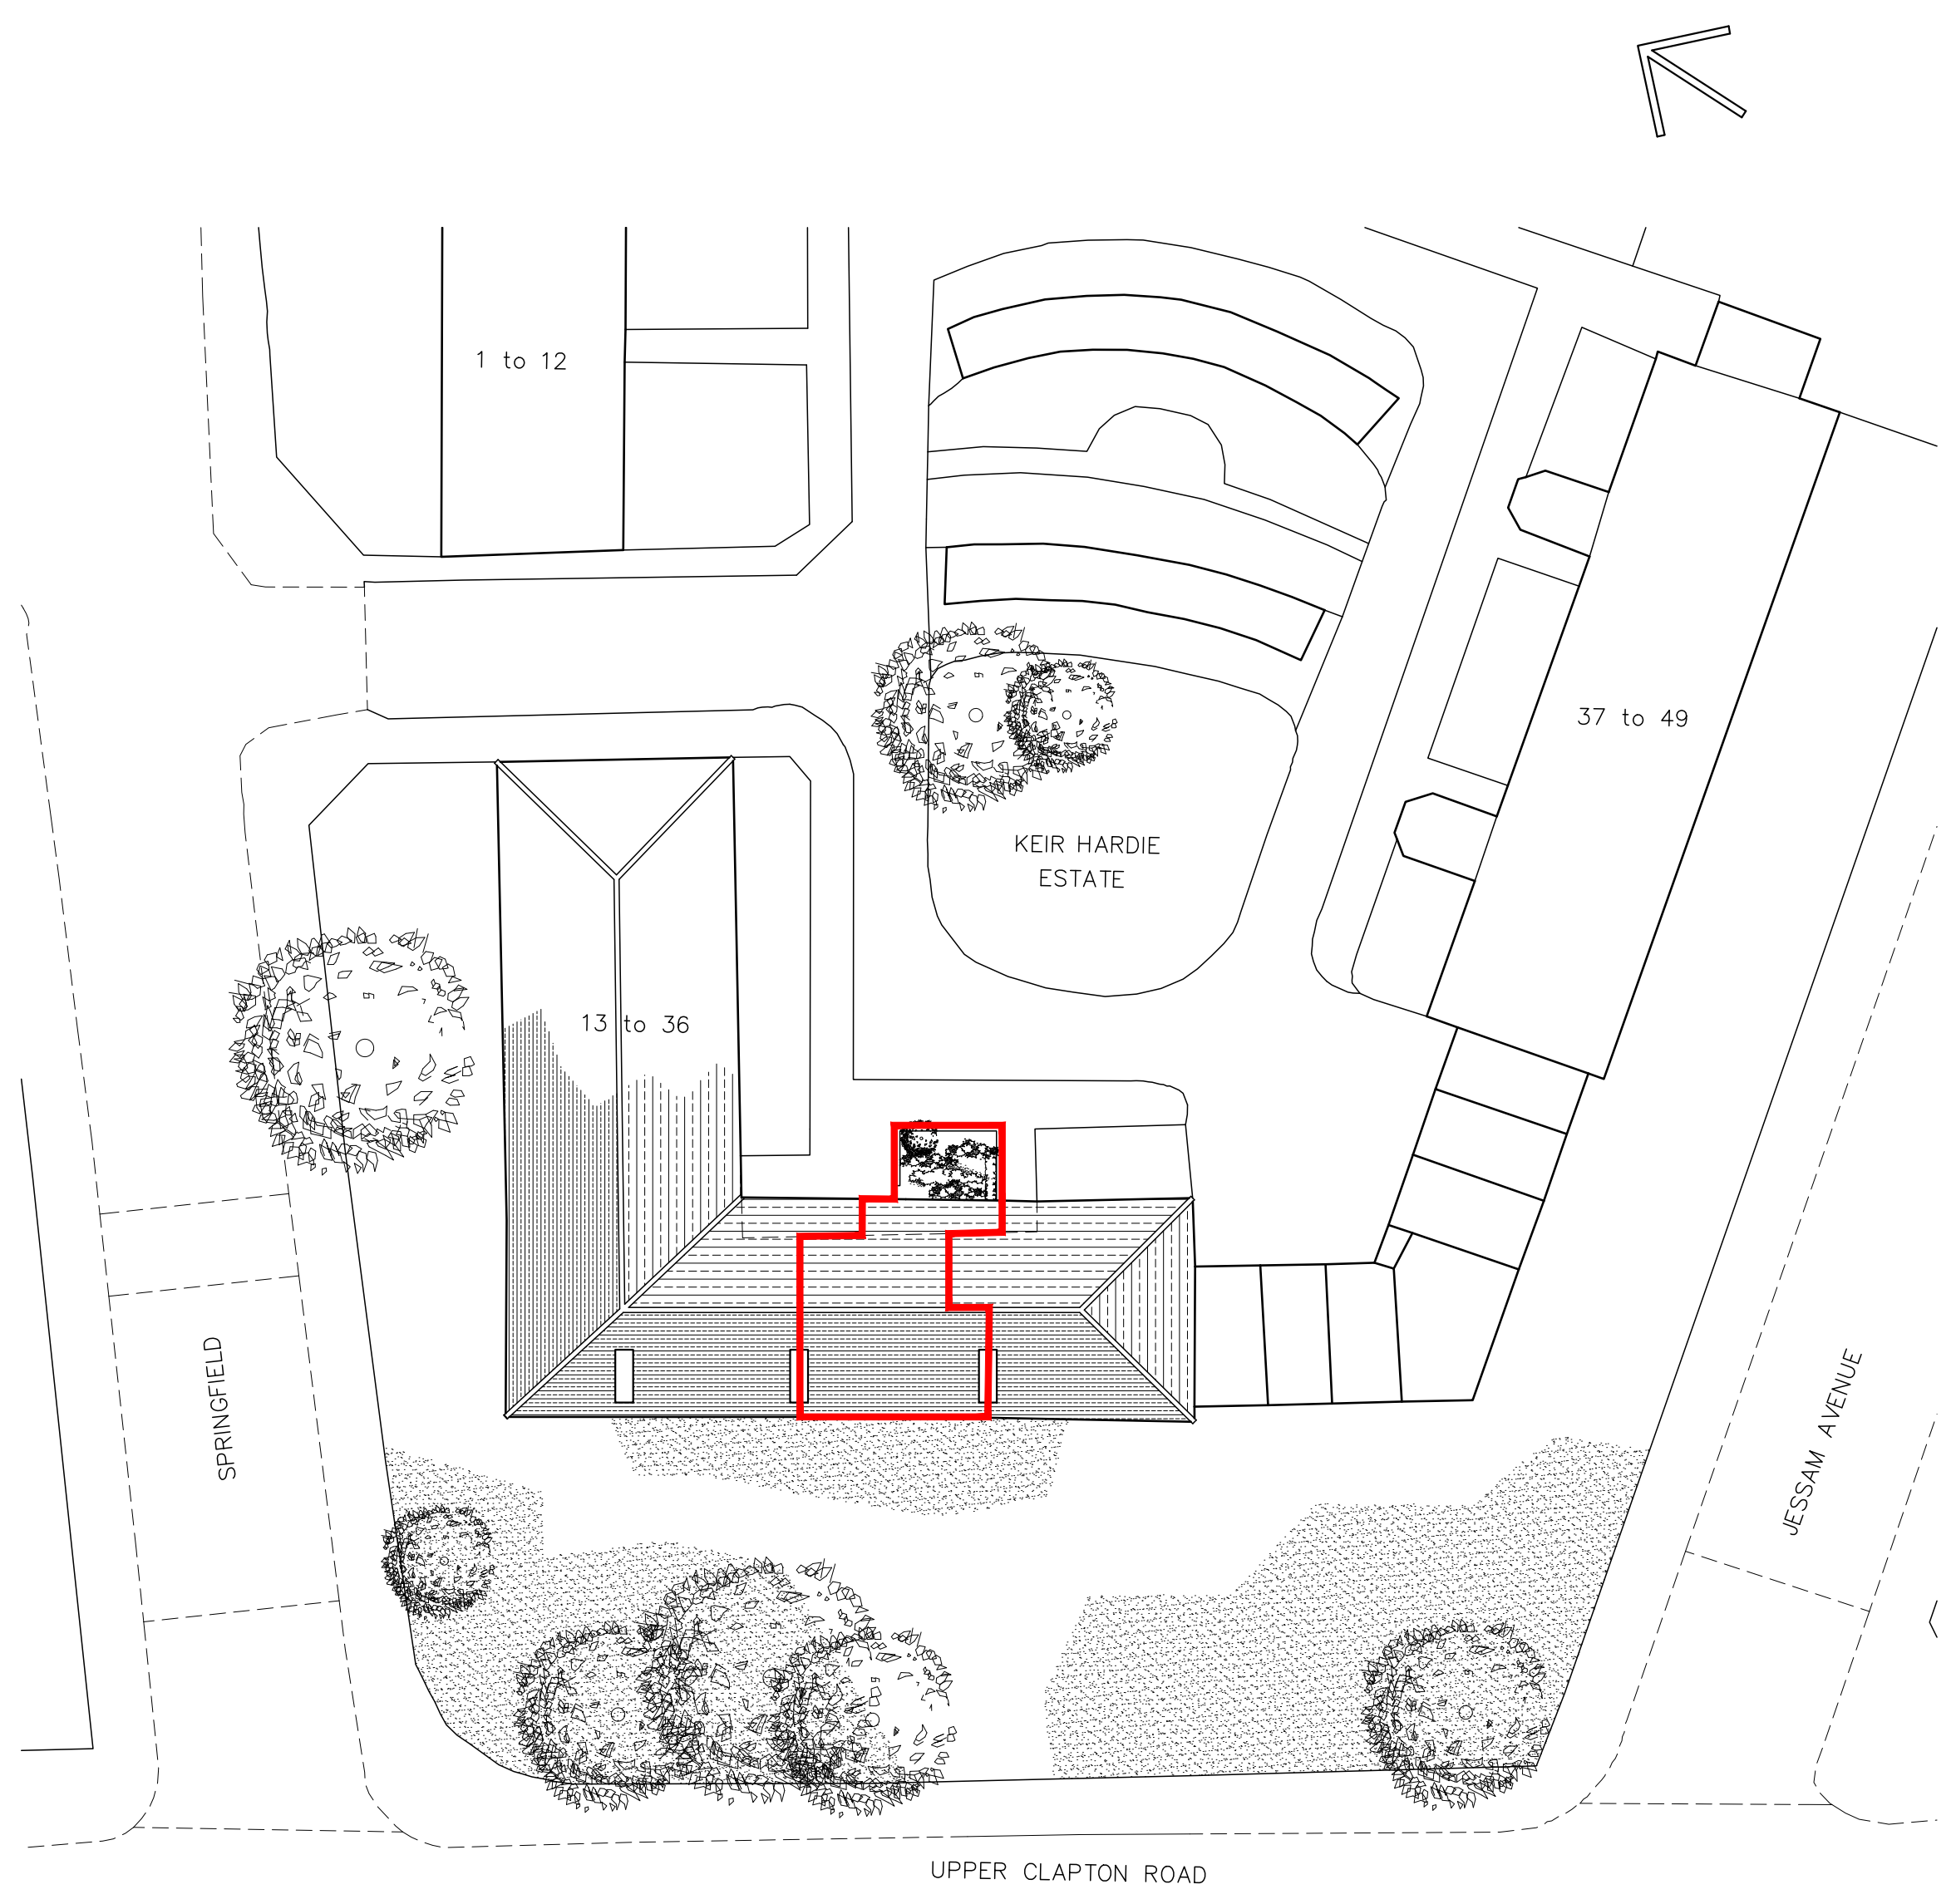 1 to 12
37 to 49
KEIR HARDIE
ESTATE
13 to 36
SPRINGFIELD
JESSAM AVENUE
UPPER CLAPTON ROAD